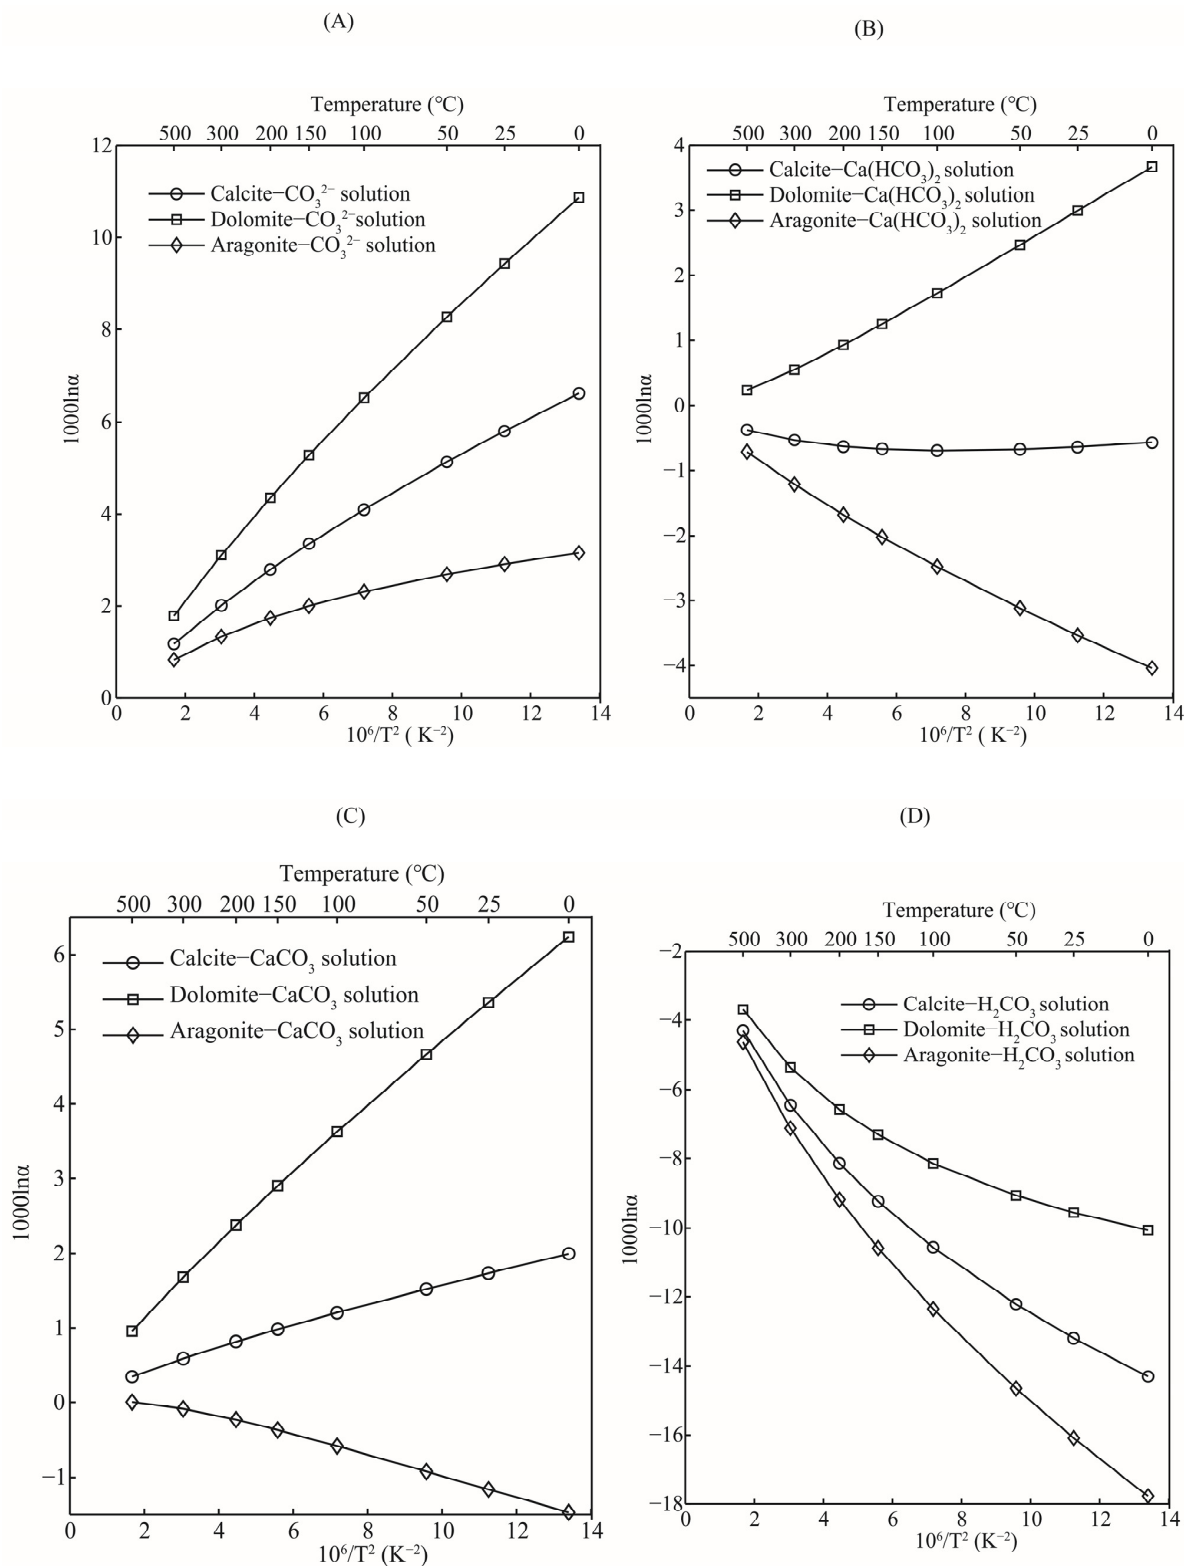 (A)
Temperature (℃)
500 300 200 150 100 50 25 0
12
10
8
6
4
2
0
1000lnα
Calcite−CO₃²⁻ solution
Dolomite−CO₃²⁻solution
Aragonite−CO₃²⁻ solution
0 2 4 6 8 10 12 14
10⁶/T² ( K⁻²)
(B)
Temperature (℃)
500 300 200 150 100 50 25 0
4
3
2
1
0
−1
−2
−3
−4
1000lnα
Calcite−Ca(HCO₃)₂ solution
Dolomite−Ca(HCO₃)₂ solution
Aragonite−Ca(HCO₃)₂ solution
0 2 4 6 8 10 12 14
10⁶/T² ( K⁻²)
(C)
Temperature (℃)
500 300 200 150 100 50 25 0
6
5
4
3
2
1
0
−1
1000lnα
Calcite−CaCO₃ solution
Dolomite−CaCO₃ solution
Aragonite−CaCO₃ solution
0 2 4 6 8 10 12 14
10⁶/T² (K⁻²)
(D)
Temperature (℃)
500 300 200 150 100 50 25 0
−2
−4
−6
−8
−10
−12
−14
−16
−18
1000lnα
Calcite−H₂CO₃ solution
Dolomite−H₂CO₃ solution
Aragonite−H₂CO₃ solution
0 2 4 6 8 10 12 14
10⁶/T² ( K⁻²)